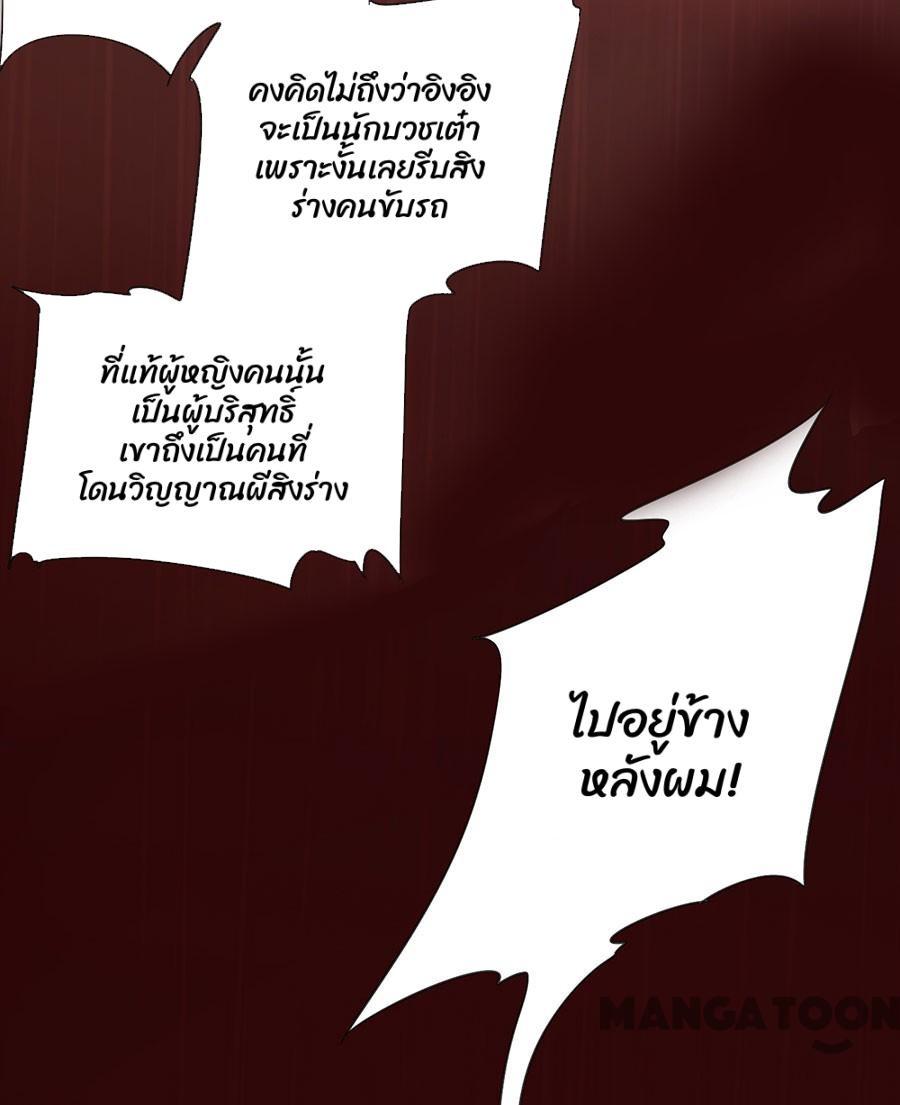 คงคิดไม่ถึงว่าอิงอิง
จะเป็นนักบวชเต๋า
เพราะงั้นเลยรีบสิง
ร่างคนขับรถ
ที่แท้ผู้หญิงคนนั้น
เป็นผู้บริสุทธิ์
เขาถึงเป็นคนที่
โดนวิญญาณผีสิงร่าง
ไปอยู่ข้าง
หลังผม!
MANGATOON